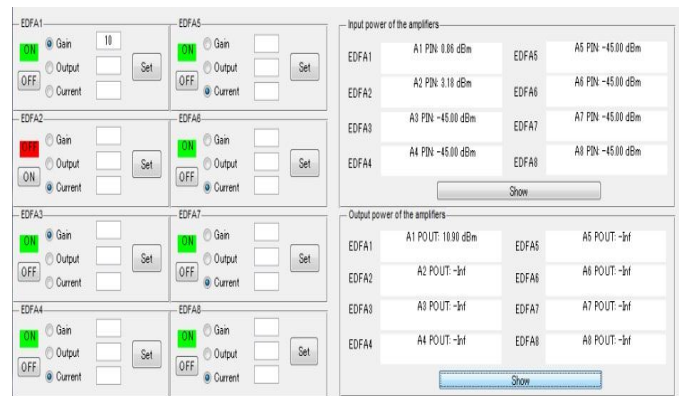 EDFA1
ON
Gain 10
Output
OFF
Current
Set
EDFA5
ON
Gain
Output
OFF
Current
Set
EDFA2
OFF
Gain
Output
ON
Current
Set
EDFA6
ON
Gain
Output
OFF
Current
Set
EDFA3
ON
Gain
Output
OFF
Current
Set
EDFA7
ON
Gain
Output
OFF
Current
Set
EDFA4
ON
Gain
Output
OFF
Current
Set
EDFA8
ON
Gain
Output
OFF
Current
Set
Input power of the amplifiers
EDFA1 A1 PIN: 0.86 dBm EDFA5 A5 PIN: -45.00 dBm
EDFA2 A2 PIN: 3.18 dBm EDFA6 A6 PIN: -45.00 dBm
EDFA3 A3 PIN: -45.00 dBm EDFA7 A7 PIN: -45.00 dBm
EDFA4 A4 PIN: -45.00 dBm EDFA8 A8 PIN: -45.00 dBm
Show
Output power of the amplifiers
EDFA1 A1 POUT: 10.90 dBm EDFA5 A5 POUT: -Inf
EDFA2 A2 POUT: -Inf EDFA6 A6 POUT: -Inf
EDFA3 A3 POUT: -Inf EDFA7 A7 POUT: -Inf
EDFA4 A4 POUT: -Inf EDFA8 A8 POUT: -Inf
Show